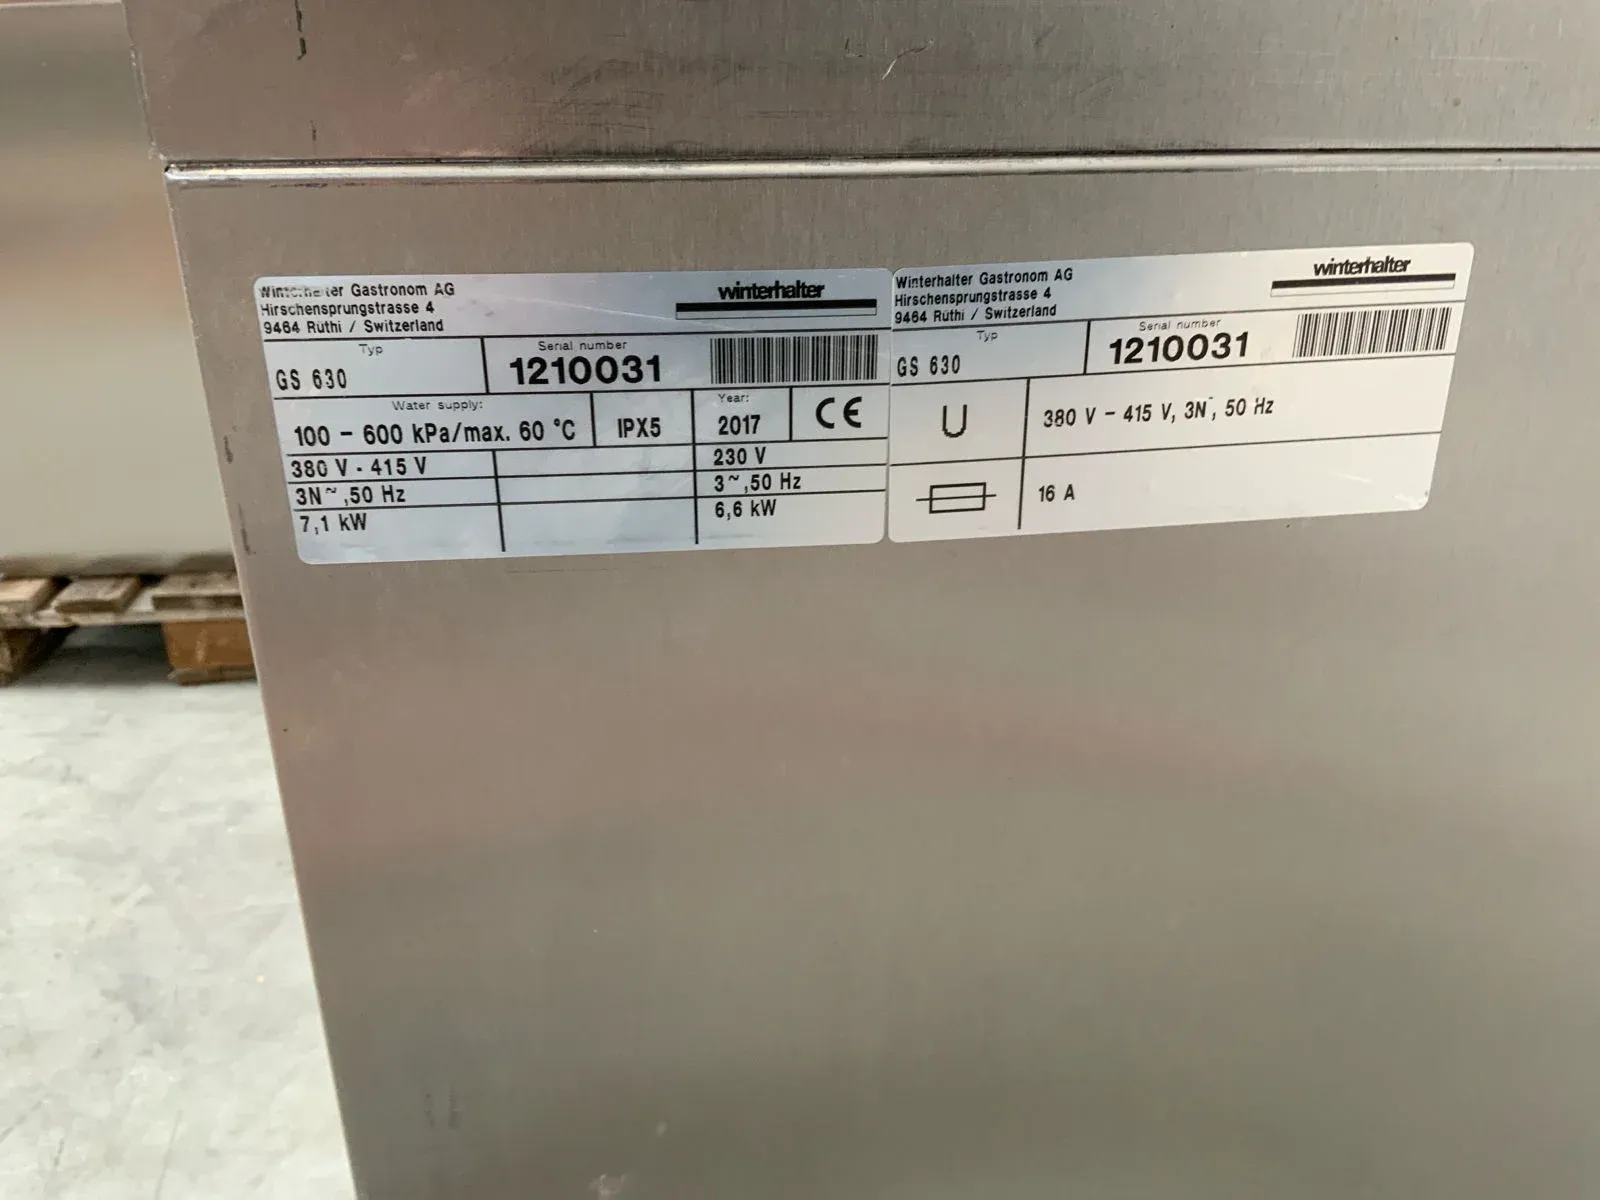 Winterhalter Gastronom AG
Hirschensprungstrasse 4
9464 Rüthi / Switzerland
winterhalter
Typ
GS 630
Serial number
1210031
Water supply:
100 - 600 kPa/max. 60 °C
IPX5
Year:
2017
CE
380 V - 415 V
3N~,50 Hz
7,1 kW
230 V
3~,50 Hz
6,6 kW
Winterhalter Gastronom AG
Hirschensprungstrasse 4
9464 Rüthi / Switzerland
winterhalter
Typ
GS 630
Serial number
1210031
U
380 V - 415 V, 3N~, 50 Hz
16 A